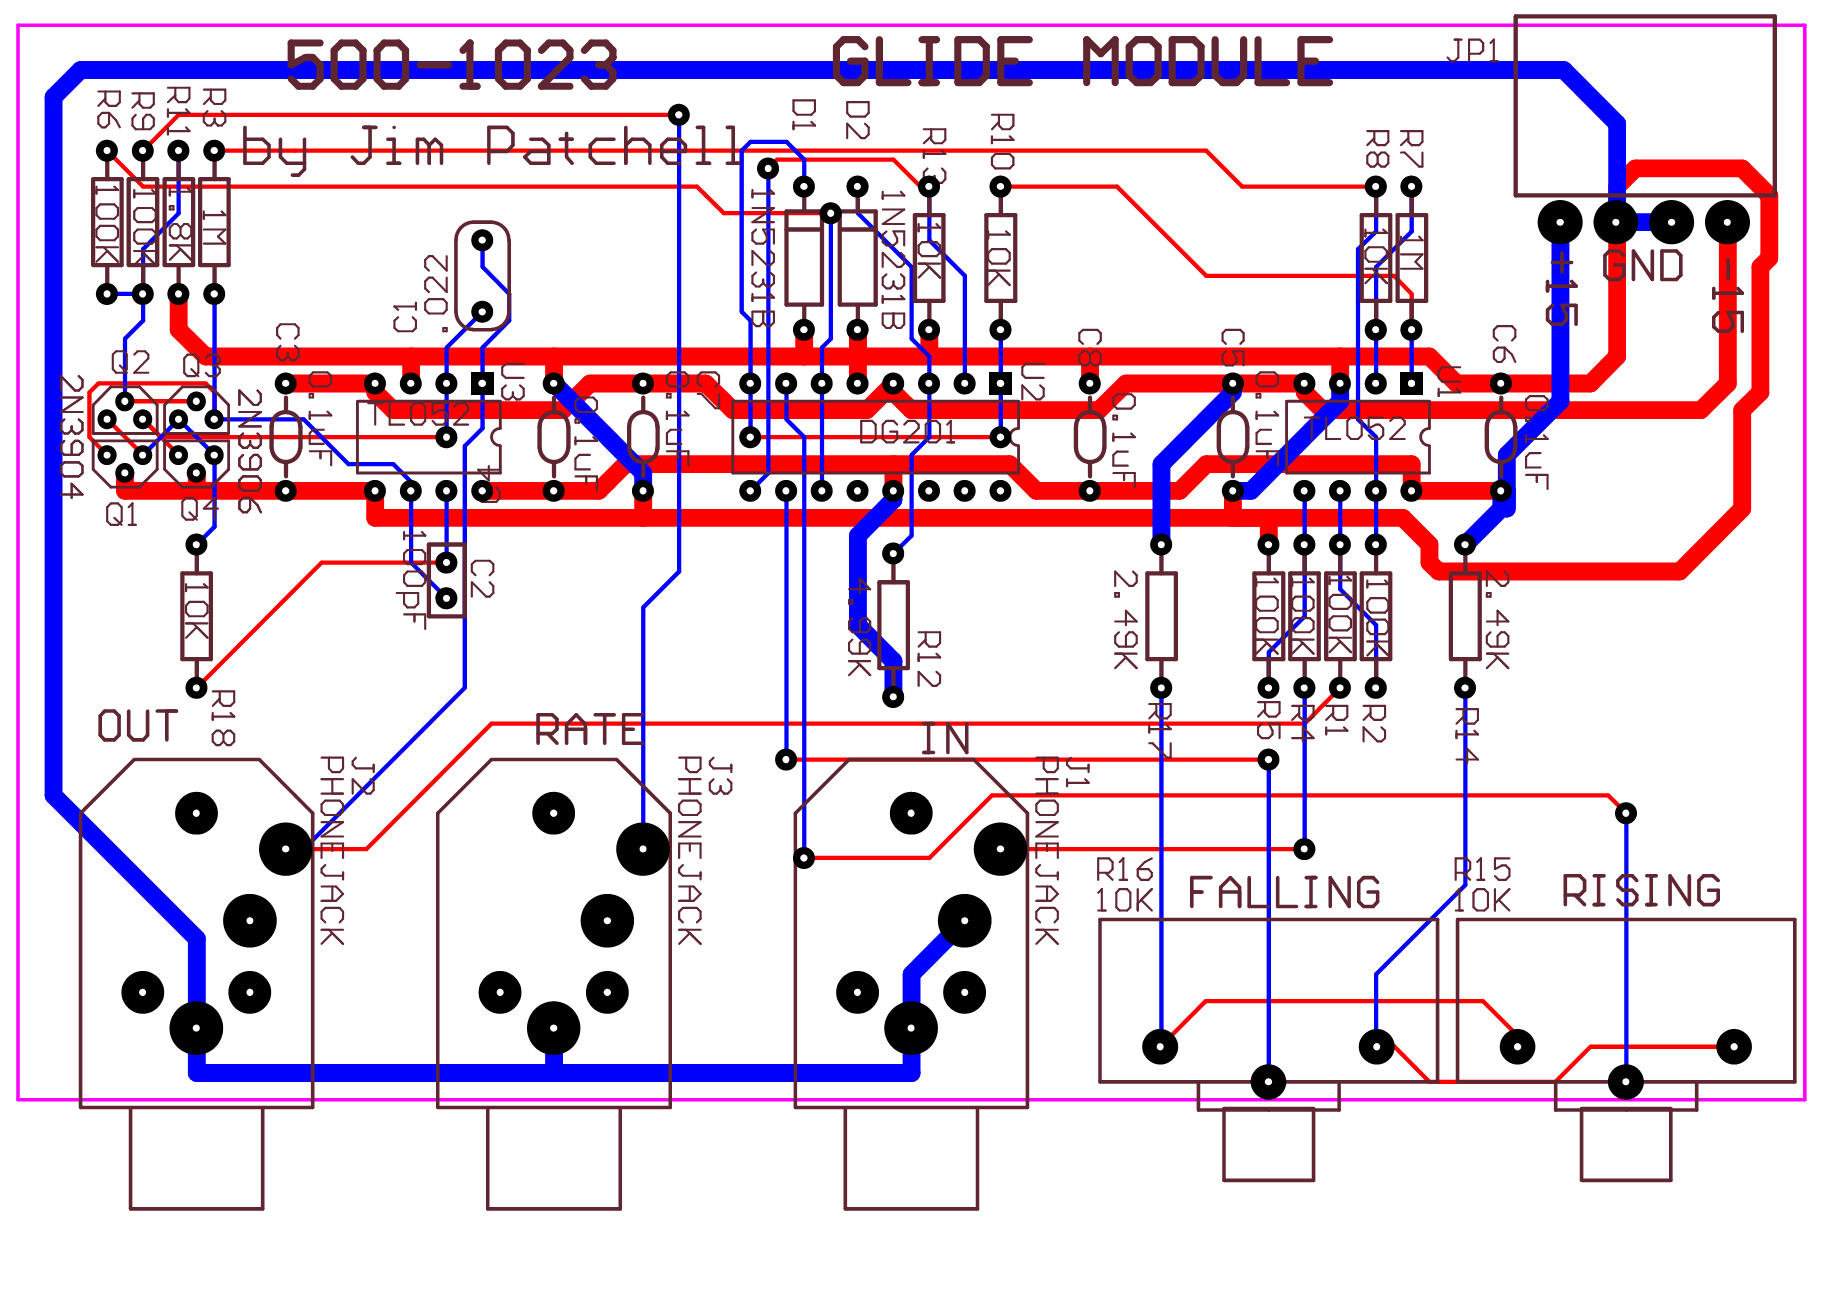 500-1023
GLIDE MODULE
JP1
by Jim Patchell
R6
R9
R11
R3
D1
D2
R13
R10
R8
R7
100K
100K
1.8K
1M
1N5231B
1N5231B
10K
10K
10K
1M
+15
GND
-15
C1
.022
C3
0.1uF
Q2
Q3
2N3904
2N3906
Q1
Q4
TL052
U3
0.1uF
0.1uF
C7
DG201
U2
C8
0.1uF
C5
0.1uF
TL052
U1
C6
0.1uF
100pF
C2
10K
R18
4.99K
R12
2.49K
R17
100K
100K
100K
100K
R5
R4
R1
R2
2.49K
R14
OUT
RATE
IN
J2
PHONEJACK
J3
PHONEJACK
J1
PHONEJACK
R16
10K
FALLING
R15
10K
RISING